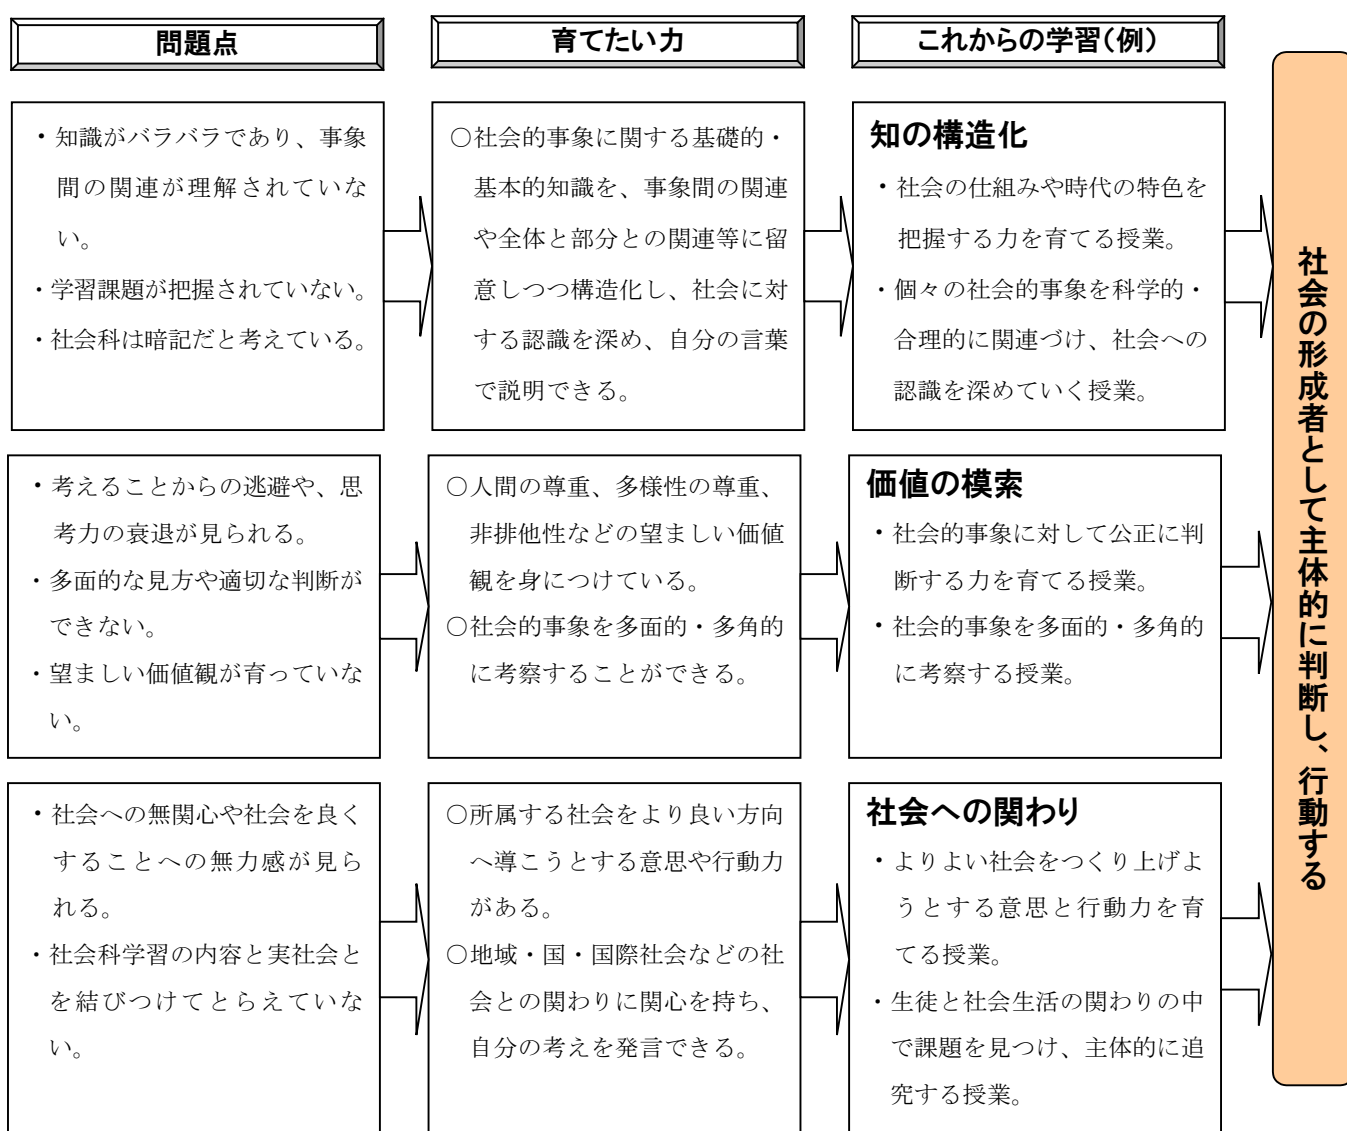 問題点
育てたい力
これからの学習（例）
・知識がバラバラであり、事象
間の関連が理解されていな
い。
・学習課題が把握されていない。
・社会科は暗記だと考えている。
○社会的事象に関する基礎的・
基本的知識を、事象間の関連
や全体と部分との関連等に留
意しつつ構造化し、社会に対
する認識を深め、自分の言葉
で説明できる。
知の構造化
・社会の仕組みや時代の特色を
把握する力を育てる授業。
・個々の社会的事象を科学的・
合理的に関連づけ、社会への
認識を深めていく授業。
・考えることからの逃避や、思
考力の衰退が見られる。
・多面的な見方や適切な判断が
できない。
・望ましい価値観が育っていな
い。
○人間の尊重、多様性の尊重、
非排他性などの望ましい価値
観を身につけている。
○社会的事象を多面的・多角的
に考察することができる。
価値の模索
・社会的事象に対して公正に判
断する力を育てる授業。
・社会的事象を多面的・多角的
に考察する授業。
・社会への無関心や社会を良く
することへの無力感が見ら
れる。
・社会科学習の内容と実社会と
を結びつけてとらえていな
い。
○所属する社会をより良い方向
へ導こうとする意思や行動力
がある。
○地域・国・国際社会などの社
会との関わりに関心を持ち、
自分の考えを発言できる。
社会への関わり
・よりよい社会をつくり上げよ
うとする意思と行動力を育
てる授業。
・生徒と社会生活の関わりの中
で課題を見つけ、主体的に追
究する授業。
社会の形成者として主体的に判断し、行動する